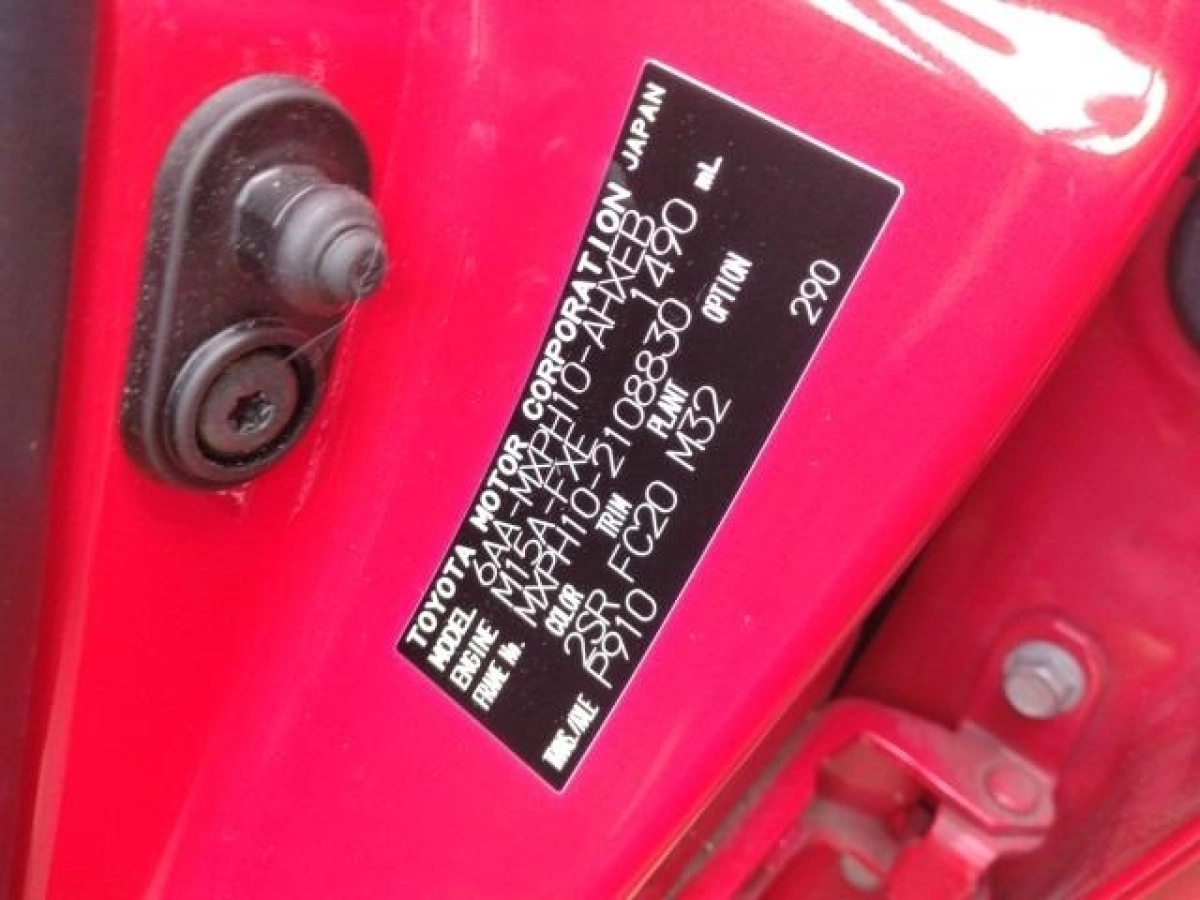 TOYOTA MOTOR CORPORATION JAPAN
MODEL 6AA-MXPH10-AHXEB
ENGINE M15A-FXE 1490 mL
FRAME No. MXPH10-2108830
COLOR TRIM PLANT OPTION
2SR FC20 M32
TRANS./AXLE P910 290